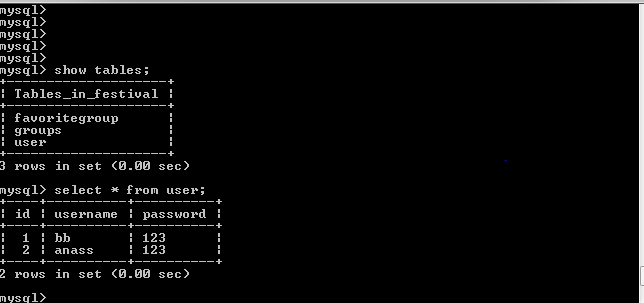 mysql>
mysql>
mysql>
mysql>
mysql>
mysql> show tables;
+---------------------+
| Tables_in_festival |
+---------------------+
| favoritegroup |
| groups |
| user |
+---------------------+
3 rows in set (0.00 sec)
mysql> select * from user;
+----+----------+----------+
| id | username | password |
+----+----------+----------+
| 1 | bb | 123 |
| 2 | anass | 123 |
+----+----------+----------+
2 rows in set (0.00 sec)
mysql>